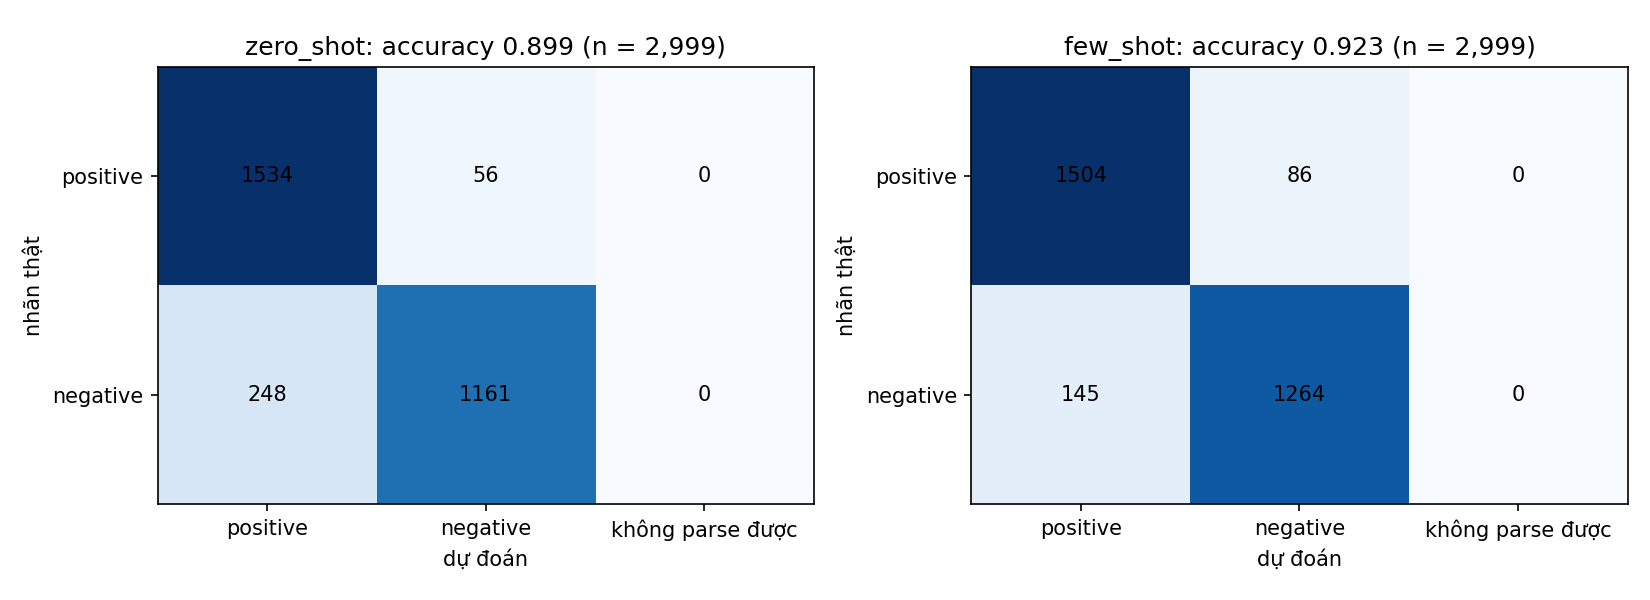 zero_shot: accuracy 0.899 (n = 2,999)
nhãn thật
positive
1534
56
0
negative
248
1161
0
positive
negative
không parse được
dự đoán
few_shot: accuracy 0.923 (n = 2,999)
nhãn thật
positive
1504
86
0
negative
145
1264
0
positive
negative
không parse được
dự đoán